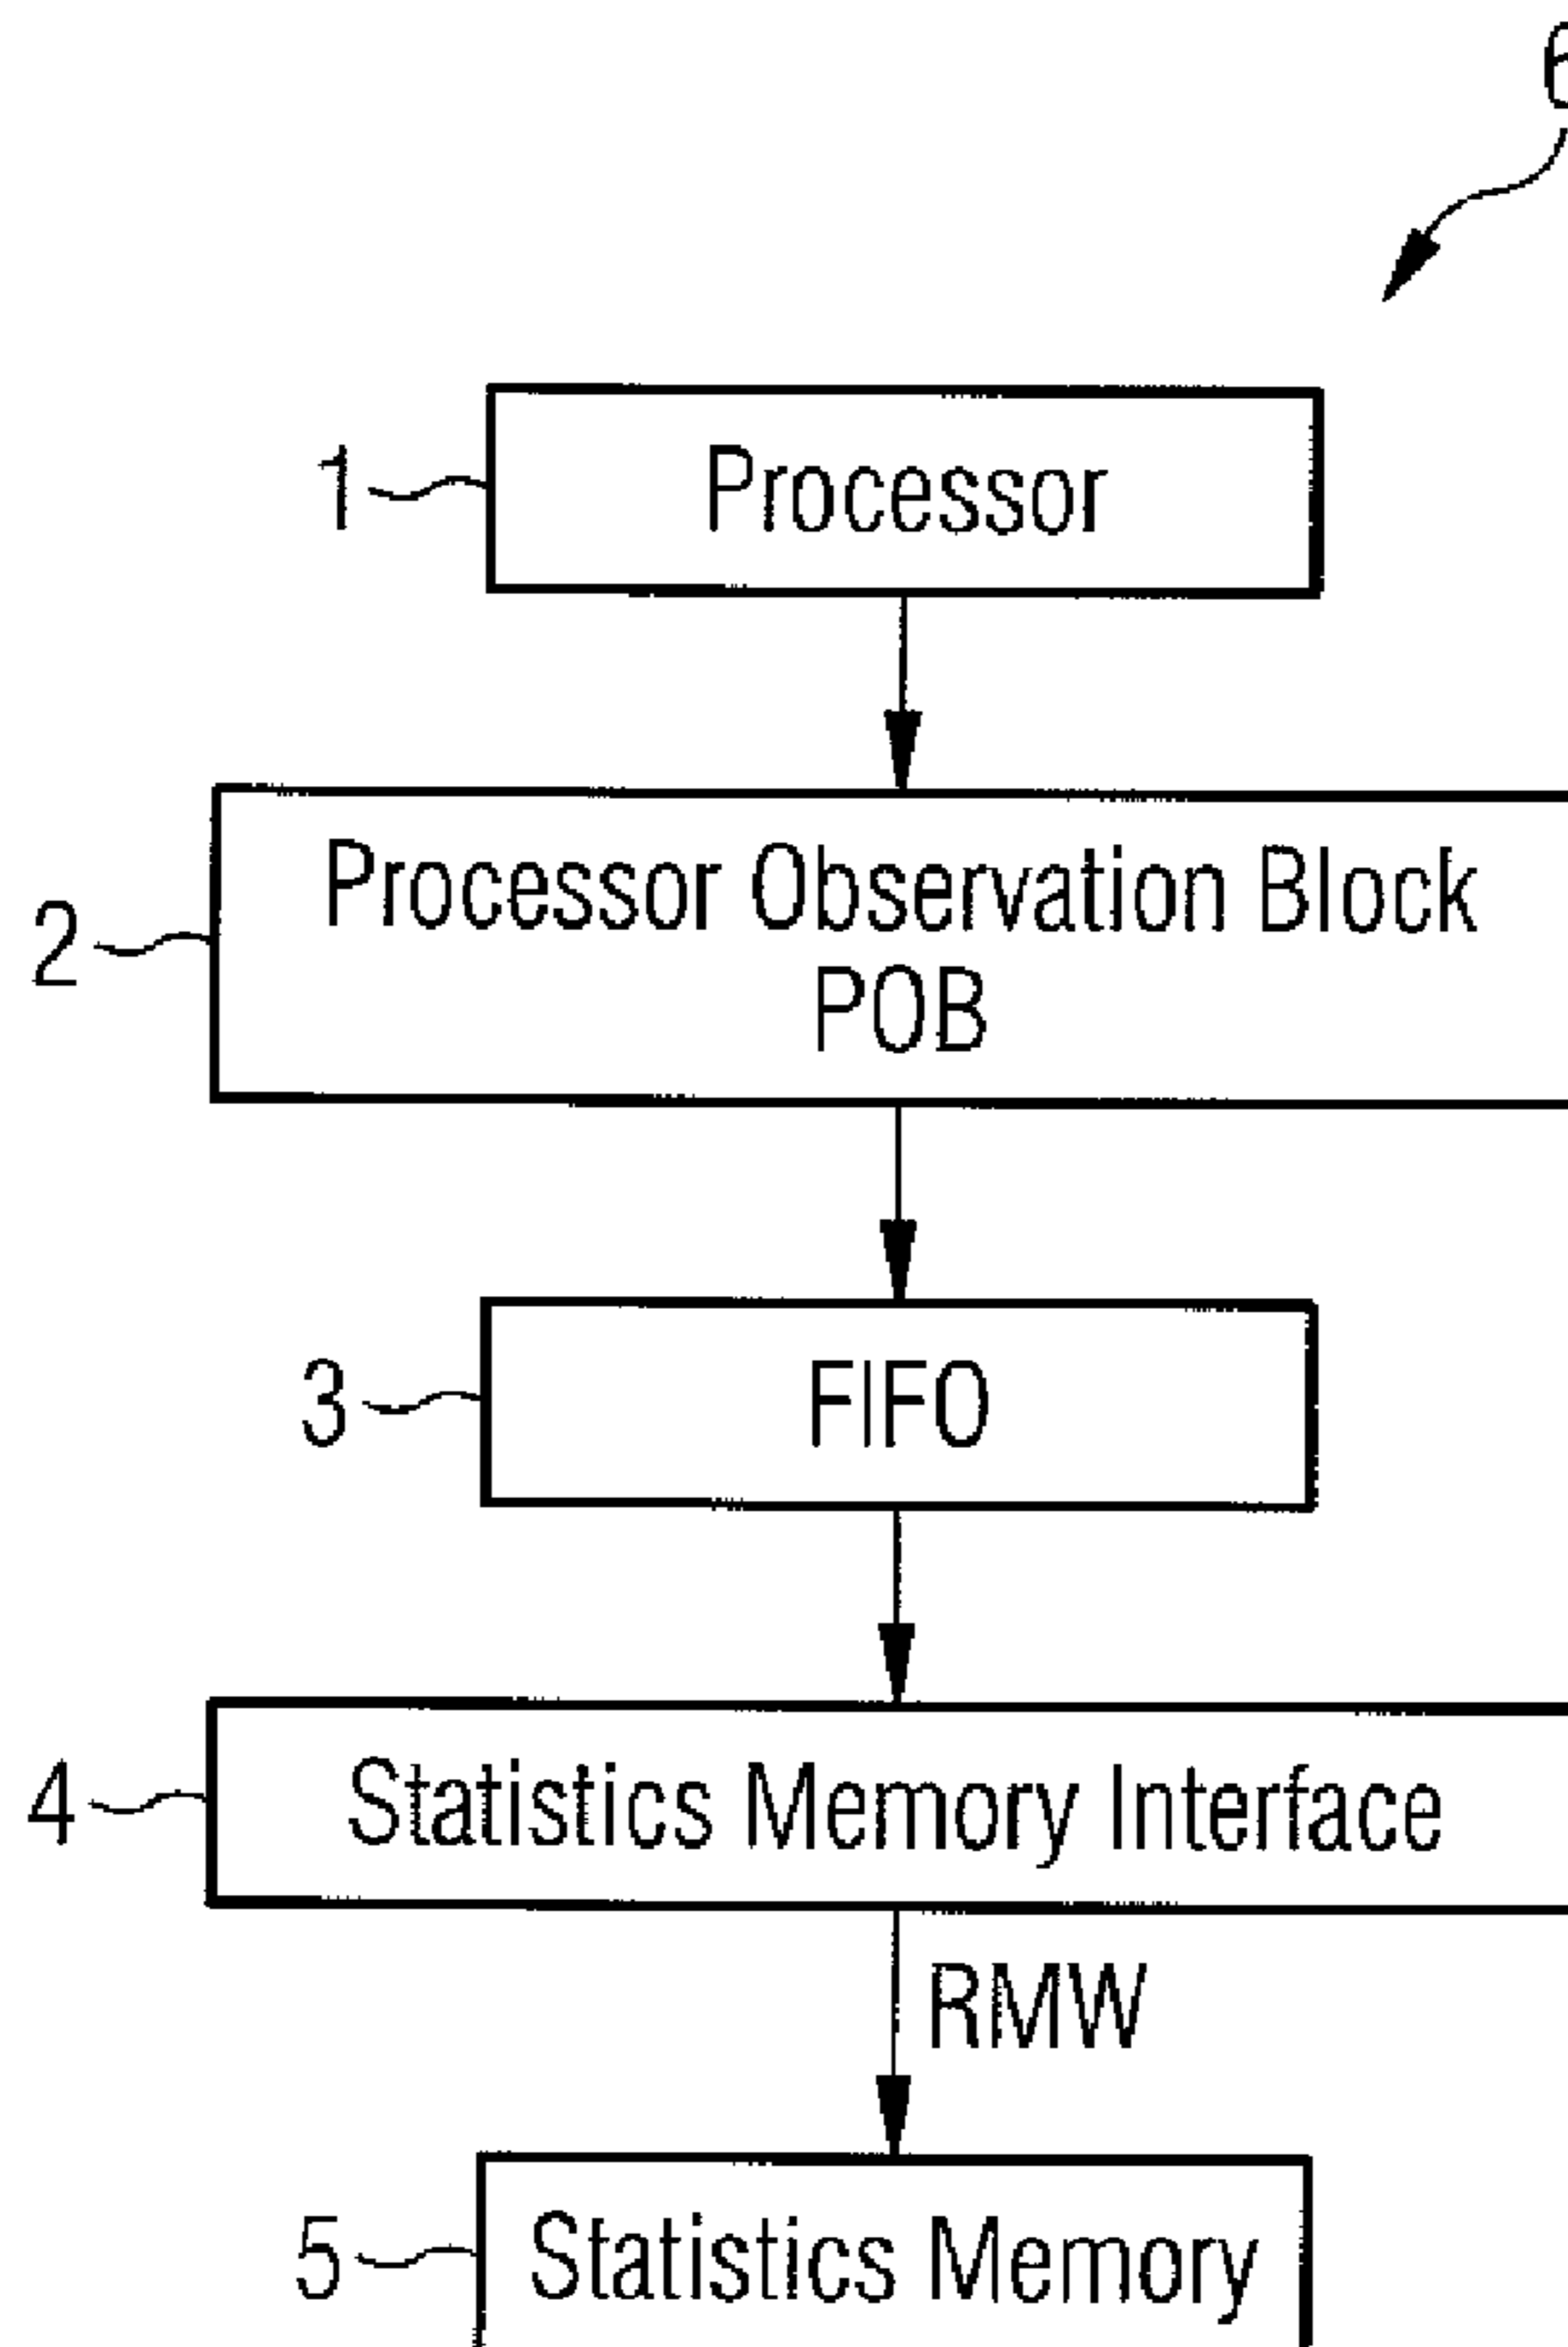 6
1 Processor
Processor Observation Block
2
POB
3 FIFO
4 Statistics Memory Interface
RMW
5 Statistics Memory